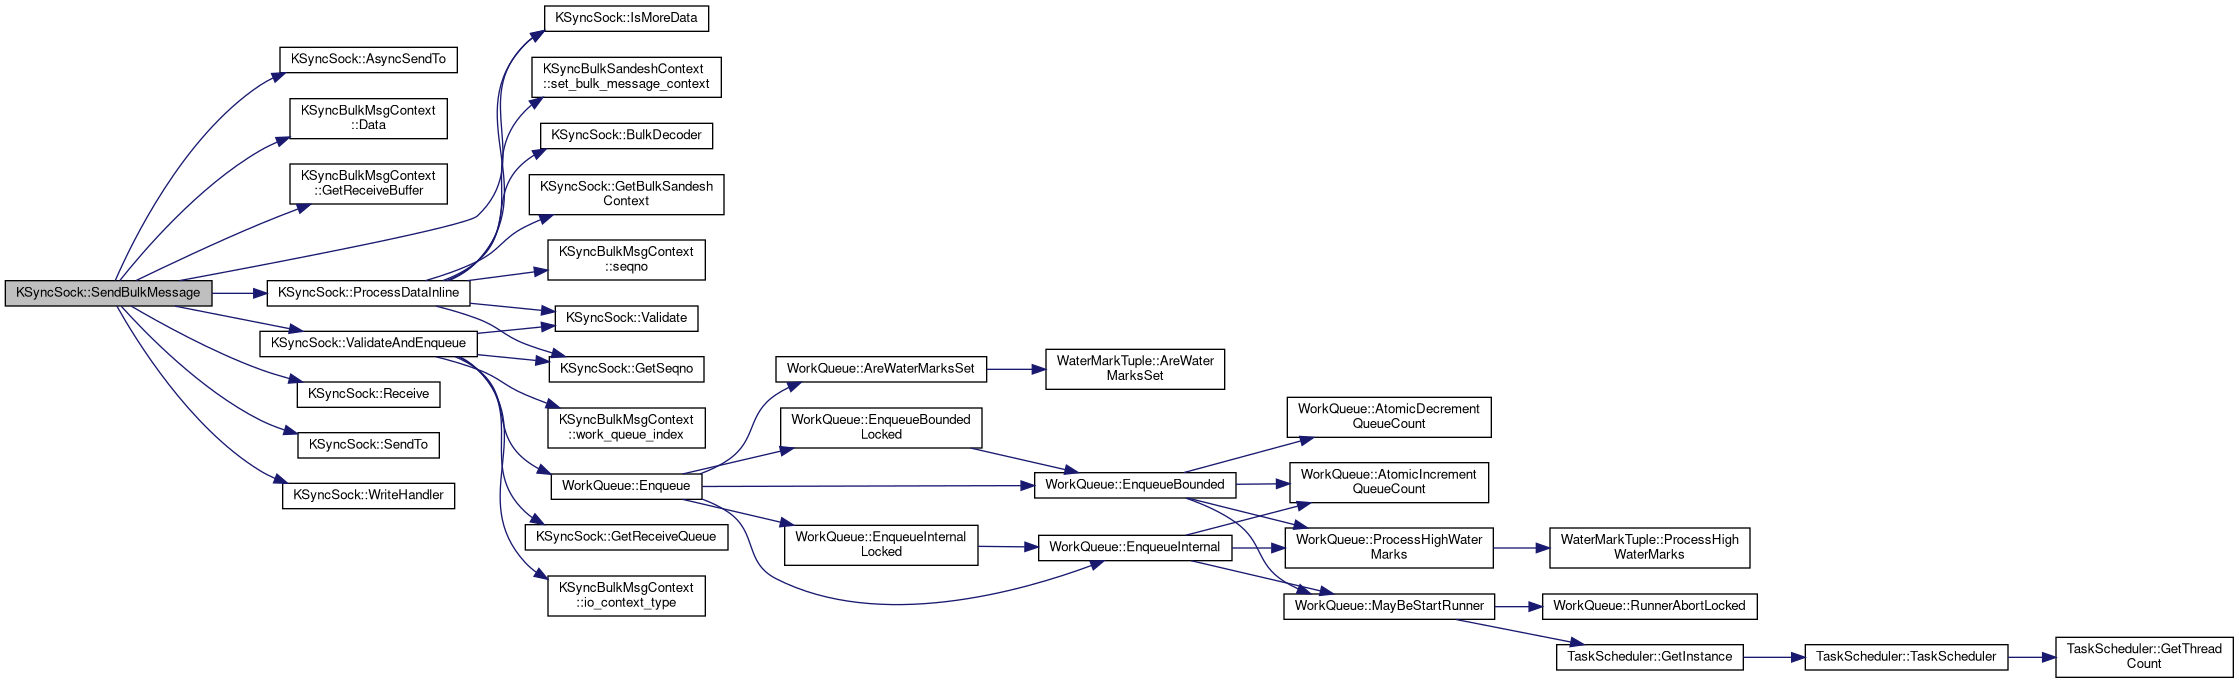 KSyncSock::SendBulkMessage
KSyncSock::AsyncSendTo
KSyncBulkMsgContext
::Data
KSyncBulkMsgContext
::GetReceiveBuffer
KSyncSock::ProcessDataInline
KSyncSock::ValidateAndEnqueue
KSyncSock::Receive
KSyncSock::SendTo
KSyncSock::WriteHandler
KSyncSock::IsMoreData
KSyncBulkSandeshContext
::set_bulk_message_context
KSyncSock::BulkDecoder
KSyncSock::GetBulkSandesh
Context
KSyncBulkMsgContext
::seqno
KSyncSock::Validate
KSyncSock::GetSeqno
KSyncBulkMsgContext
::work_queue_index
WorkQueue::Enqueue
KSyncSock::GetReceiveQueue
KSyncBulkMsgContext
::io_context_type
WorkQueue::AreWaterMarksSet
WorkQueue::EnqueueBounded
Locked
WorkQueue::EnqueueInternal
Locked
WaterMarkTuple::AreWater
MarksSet
WorkQueue::EnqueueBounded
WorkQueue::EnqueueInternal
WorkQueue::AtomicDecrement
QueueCount
WorkQueue::AtomicIncrement
QueueCount
WorkQueue::ProcessHighWater
Marks
WorkQueue::MayBeStartRunner
WaterMarkTuple::ProcessHigh
WaterMarks
WorkQueue::RunnerAbortLocked
TaskScheduler::GetInstance
TaskScheduler::TaskScheduler
TaskScheduler::GetThread
Count